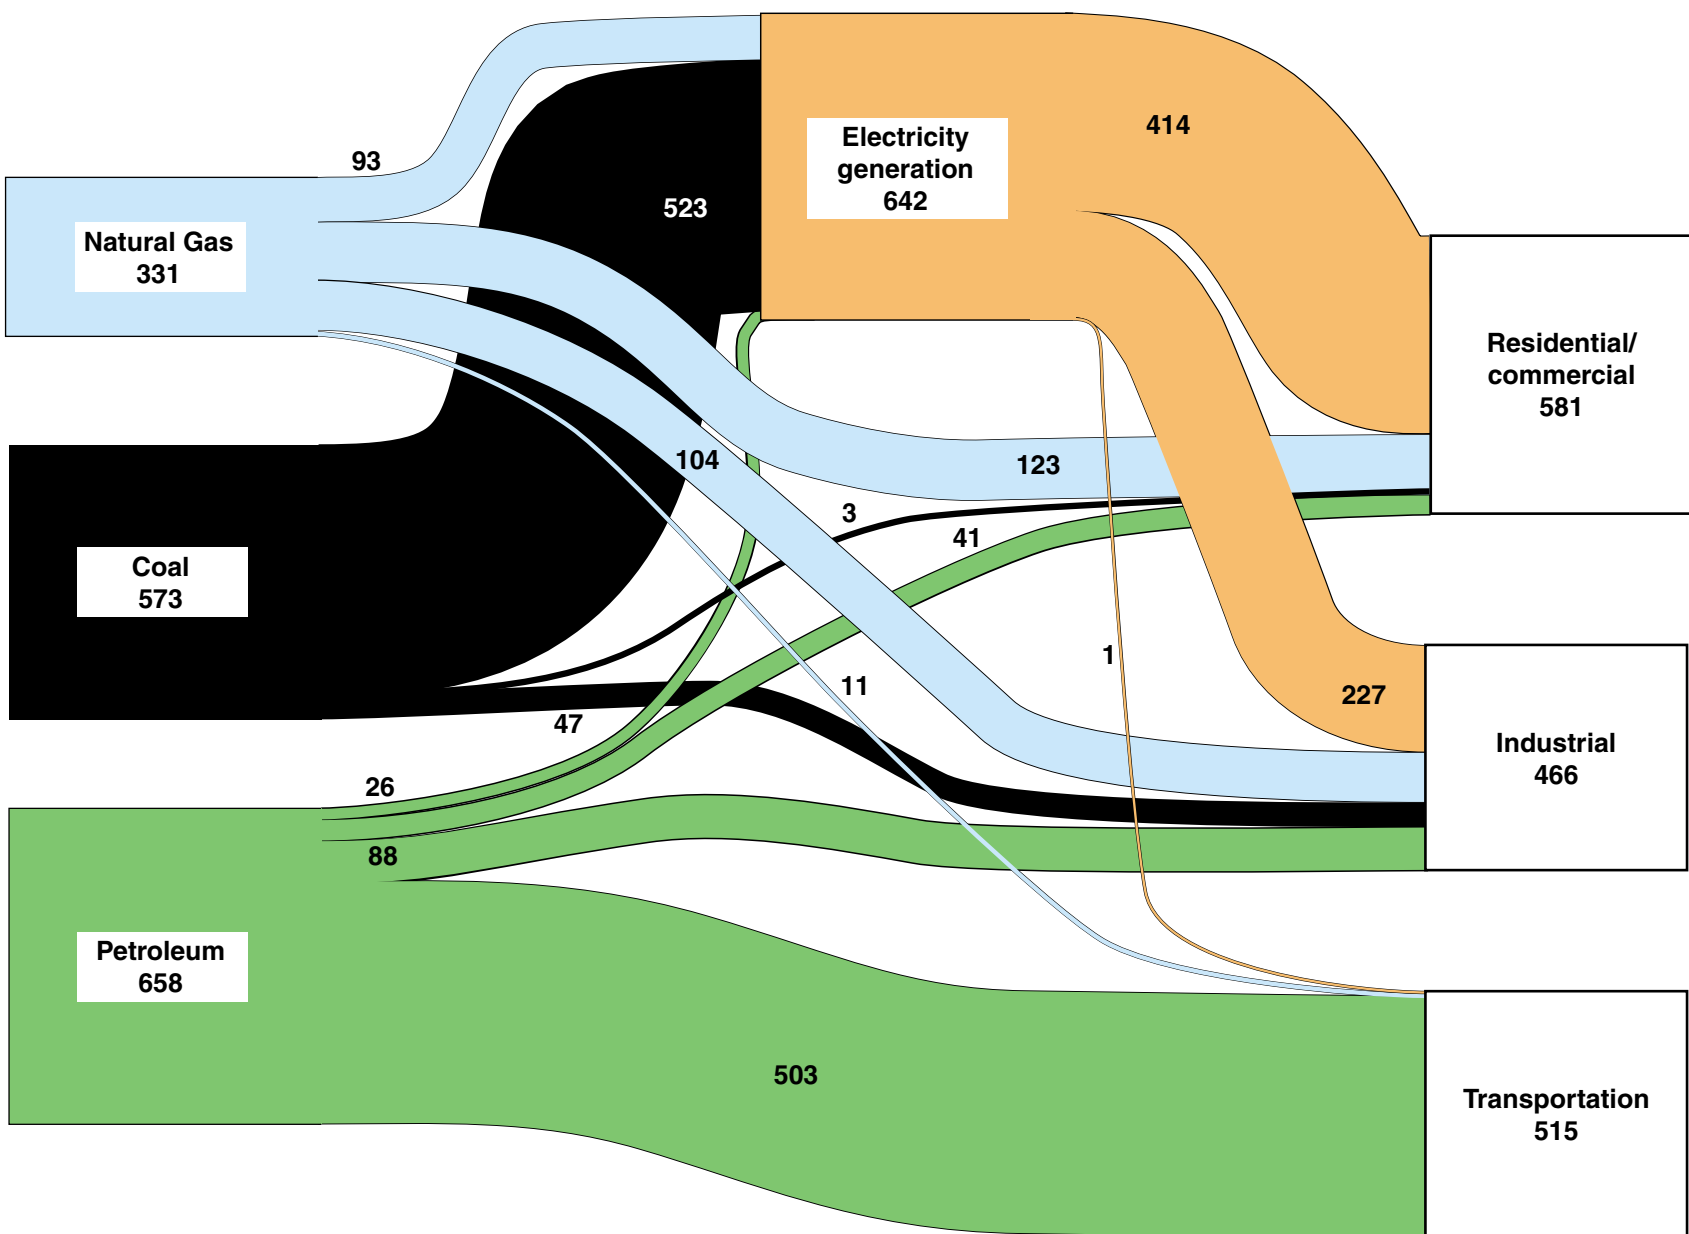 Natural Gas
331
Coal
573
Petroleum
658
93
523
104
123
3
41
11
47
26
88
503
Electricity
generation
642
414
1
227
Residential/
commercial
581
Industrial
466
Transportation
515